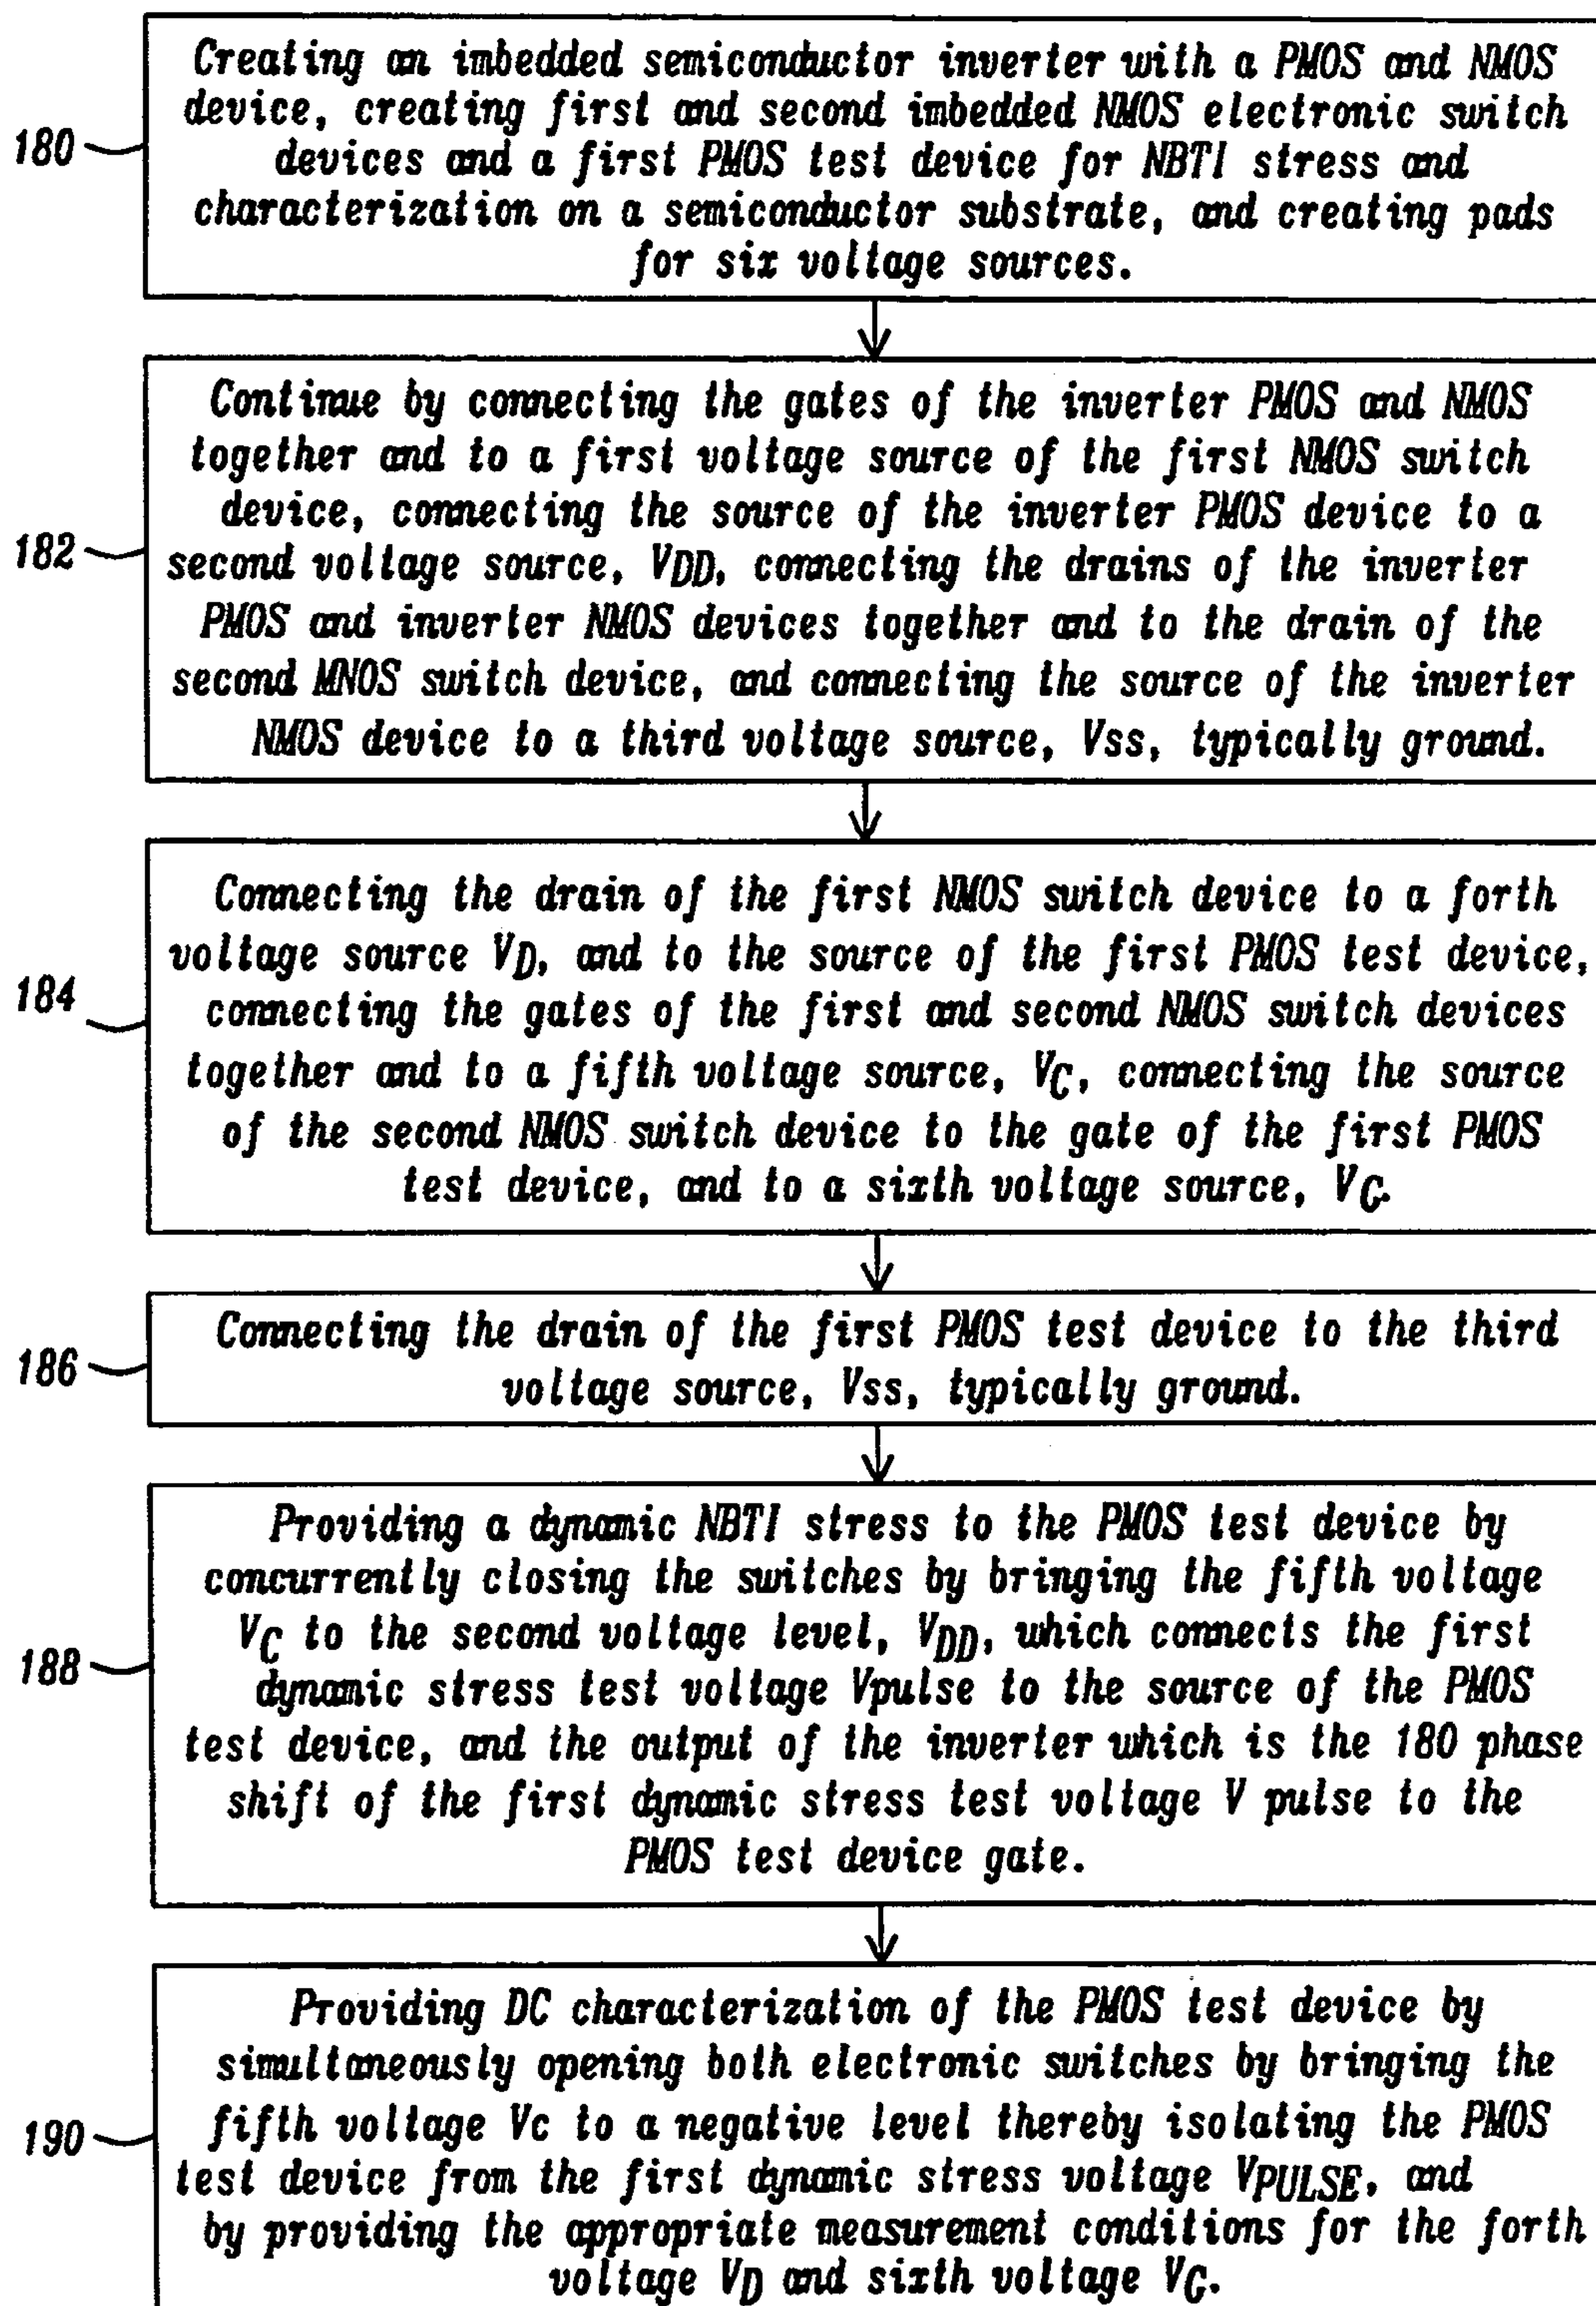 Creating an imbedded semiconductor inverter with a PMOS and NMOS
device, creating first and second imbedded NMOS electronic switch
180
devices and a first PMOS test device for NBTI stress and
characterization on a semiconductor substrate, and creating pads
for six voltage sources.
Continue by connecting the gates of the inverter PMOS and NMOS
together and to a first voltage source of the first NMOS switch
device, connecting the source of the inverter PMOS device to a
182
second voltage source, VDD, connecting the drains of the inverter
PMOS and inverter NMOS devices together and to the drain of the
second MNOS switch device, and connecting the source of the inverter
NMOS device to a third voltage source, Vss, typically ground.
Connecting the drain of the first NMOS switch device to a forth
voltage source VD, and to the source of the first PMOS test device,
184
connecting the gates of the first and second NMOS switch devices
together and to a fifth voltage source, VC, connecting the source
of the second NMOS switch device to the gate of the first PMOS
test device, and to a sixth voltage source, VG.
186
Connecting the drain of the first PMOS test device to the third
voltage source, Vss, typically ground.
Providing a dynamic NBTI stress to the PMOS test device by
concurrently closing the switches by bringing the fifth voltage
VC to the second voltage level, VDD, which connects the first
188
dynamic stress test voltage Vpulse to the source of the PMOS
test device, and the output of the inverter which is the 180 phase
shift of the first dynamic stress test voltage V pulse to the
PMOS test device gate.
Providing DC characterization of the PMOS test device by
simultaneously opening both electronic switches by bringing the
190
fifth voltage Vc to a negative level thereby isolating the PMOS
test device from the first dynamic stress voltage VPULSE, and
by providing the appropriate measurement conditions for the forth
voltage VD and sixth voltage VG.